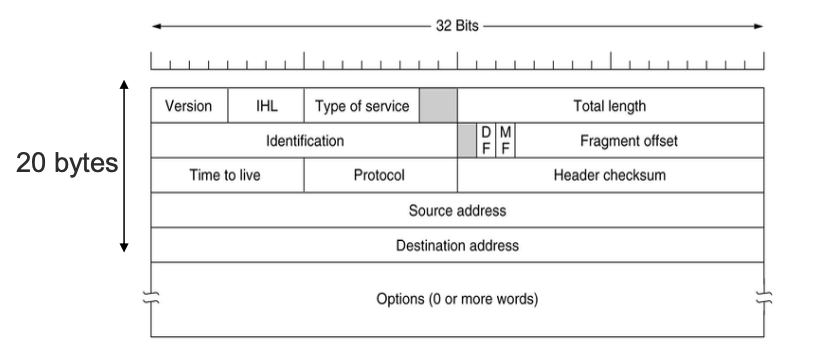 32 Bits
Version IHL Type of service Total length
Identification D F M F Fragment offset
20 bytes
Time to live Protocol Header checksum
Source address
Destination address
Options (0 or more words)